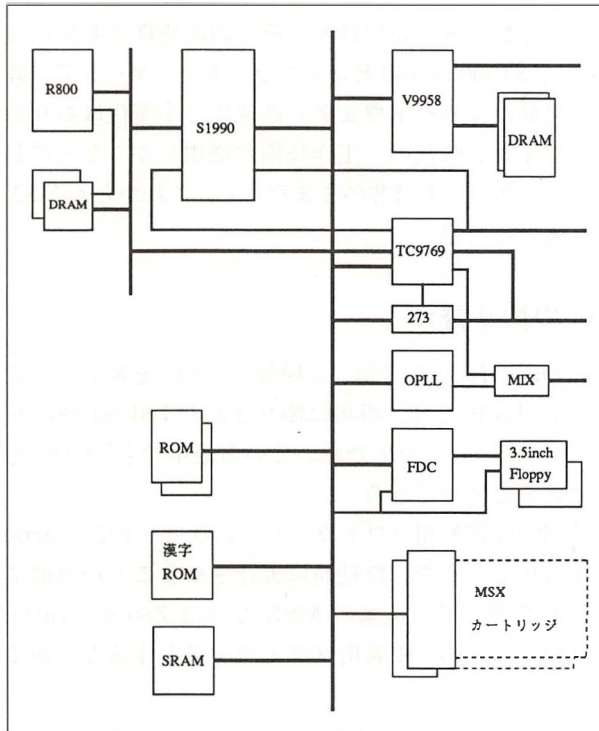 R800
S1990
V9958
DRAM
DRAM
TC9769
273
OPLL
MIX
ROM
FDC
3.5inch
Floppy
漢字
ROM
MSX
カートリッジ
SRAM